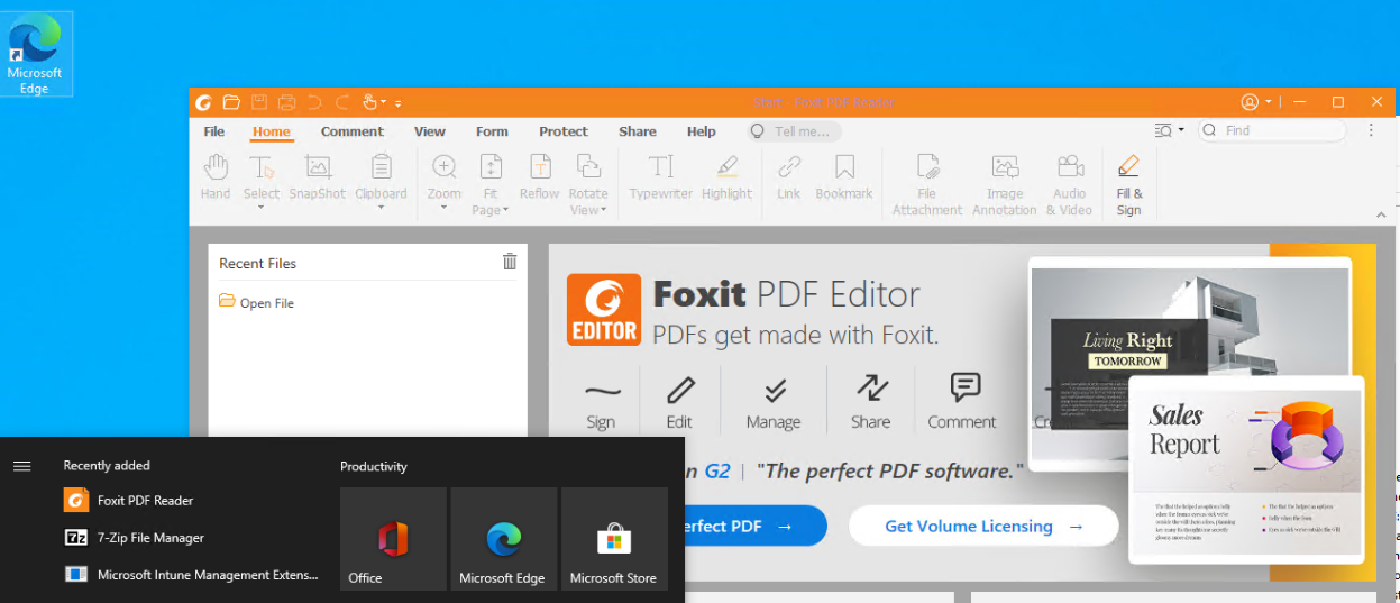 Microsoft
Edge
Start - Foxit PDF Reader
File Home Comment View Form Protect Share Help Tell me... Find
Hand Select SnapShot Clipboard Zoom Fit Page Reflow Rotate View Typewriter Highlight Link Bookmark File Attachment Image Annotation Audio & Video Fill & Sign
Recent Files
Open File
EDITOR
Foxit PDF Editor
PDFs get made with Foxit.
Sign Edit Manage Share Comment
Living Right
TOMORROW
Sales
Report
n G2 | "The perfect PDF software."
erfect PDF → Get Volume Licensing →
Recently added
Foxit PDF Reader
7-Zip File Manager
Microsoft Intune Management Extens...
Productivity
Office Microsoft Edge Microsoft Store